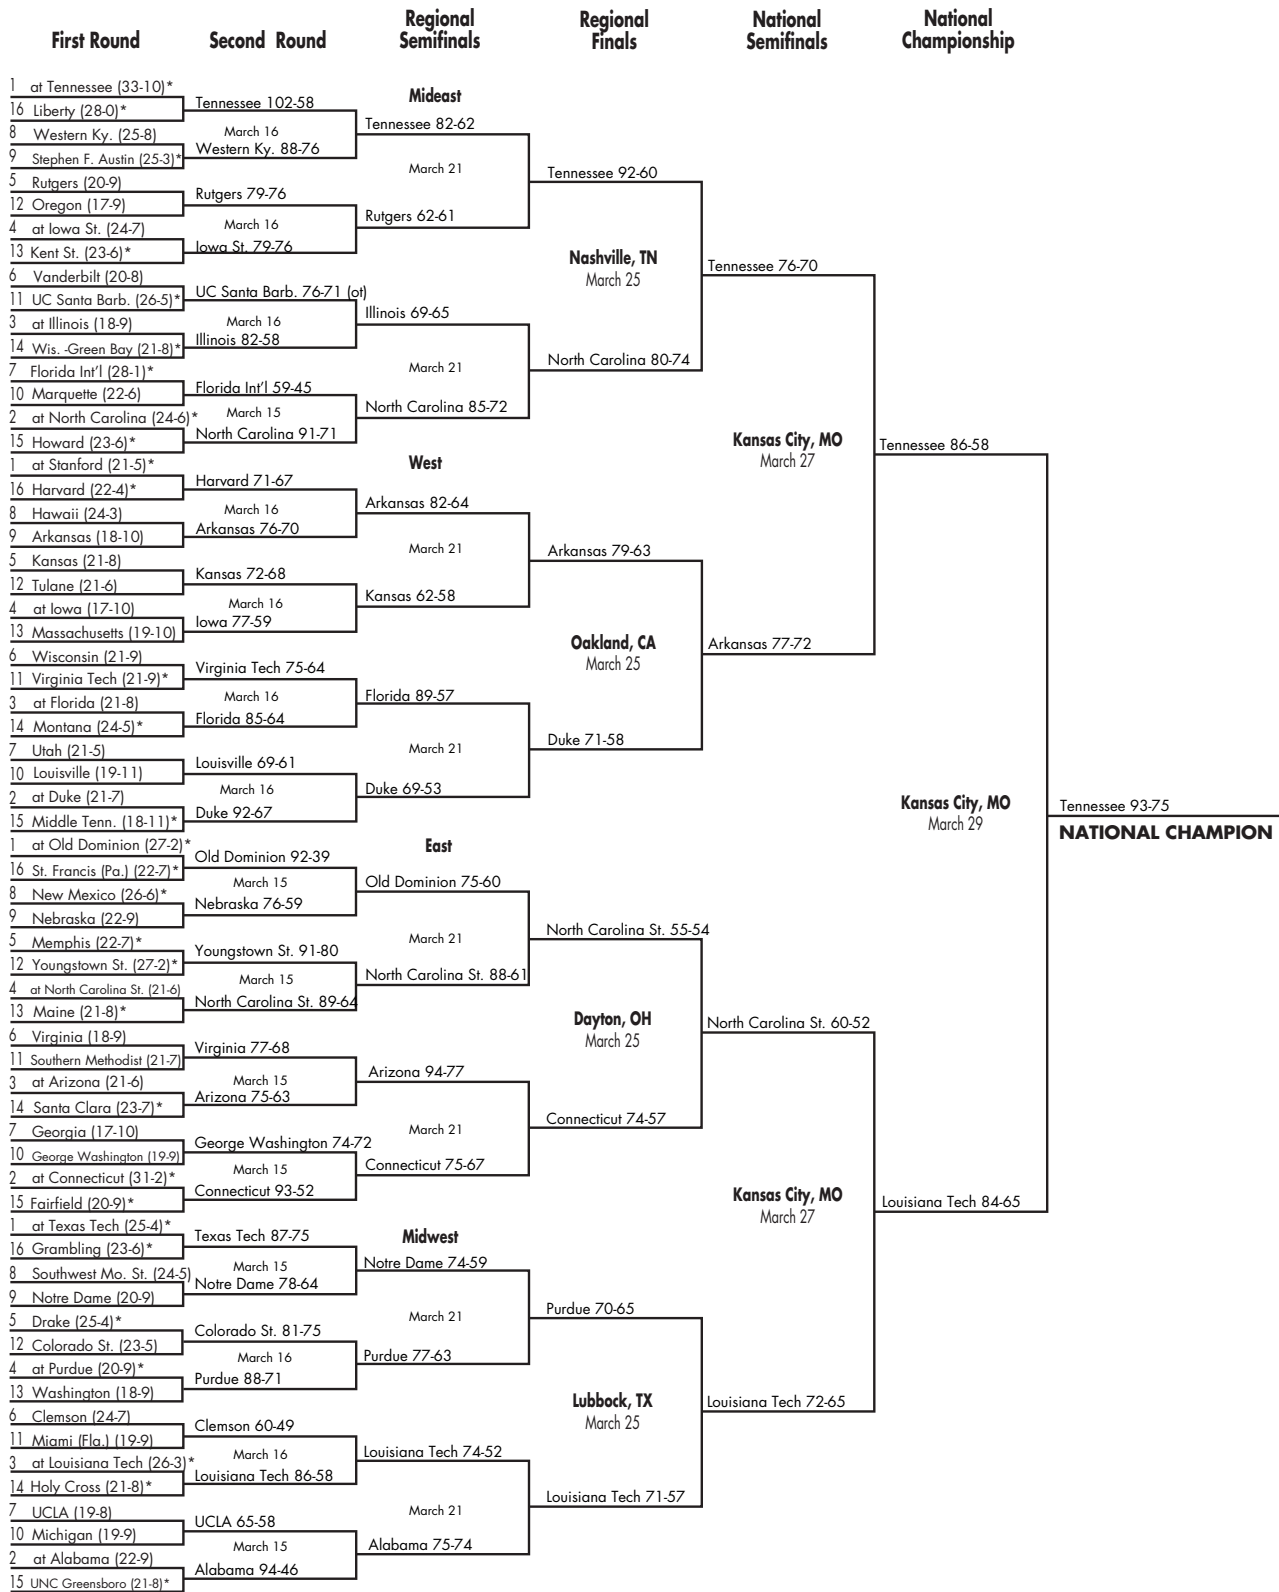 First Round
Second Round
Regional
Semifinals
Regional
Finals
National
Semifinals
National
Championship
1 at Tennessee (33-10)*
16 Liberty (28-0)*
8 Western Ky. (25-8)
9 Stephen F. Austin (25-3)*
5 Rutgers (20-9)
12 Oregon (17-9)
4 at Iowa St. (24-7)
13 Kent St. (23-6)*
6 Vanderbilt (20-8)
11 UC Santa Barb. (26-5)*
3 at Illinois (18-9)
14 Wis. -Green Bay (21-8)*
7 Florida Int'l (28-1)*
10 Marquette (22-6)
2 at North Carolina (24-6)*
15 Howard (23-6)*
1 at Stanford (21-5)*
16 Harvard (22-4)*
8 Hawaii (24-3)
9 Arkansas (18-10)
5 Kansas (21-8)
12 Tulane (21-6)
4 at Iowa (17-10)
13 Massachusetts (19-10)
6 Wisconsin (21-9)
11 Virginia Tech (21-9)*
3 at Florida (21-8)
14 Montana (24-5)*
7 Utah (21-5)
10 Louisville (19-11)
2 at Duke (21-7)
15 Middle Tenn. (18-11)*
1 at Old Dominion (27-2)*
16 St. Francis (Pa.) (22-7)*
8 New Mexico (26-6)*
9 Nebraska (22-9)
5 Memphis (22-7)*
12 Youngstown St. (27-2)*
4 at North Carolina St. (21-6)
13 Maine (21-8)*
6 Virginia (18-9)
11 Southern Methodist (21-7)
3 at Arizona (21-6)
14 Santa Clara (23-7)*
7 Georgia (17-10)
10 George Washington (19-9)
2 at Connecticut (31-2)*
15 Fairfield (20-9)*
1 at Texas Tech (25-4)*
16 Grambling (23-6)*
8 Southwest Mo. St. (24-5)
9 Notre Dame (20-9)
5 Drake (25-4)*
12 Colorado St. (23-5)
4 at Purdue (20-9)*
13 Washington (18-9)
6 Clemson (24-7)
11 Miami (Fla.) (19-9)
3 at Louisiana Tech (26-3)*
14 Holy Cross (21-8)*
7 UCLA (19-8)
10 Michigan (19-9)
2 at Alabama (22-9)
15 UNC Greensboro (21-8)*
Tennessee 102-58
March 16
Western Ky. 88-76
Rutgers 79-76
March 16
Iowa St. 79-76
UC Santa Barb. 76-71 (ot)
March 16
Illinois 82-58
Florida Int'l 59-45
March 15
North Carolina 91-71
Harvard 71-67
March 16
Arkansas 76-70
Kansas 72-68
March 16
Iowa 77-59
Virginia Tech 75-64
March 16
Florida 85-64
Louisville 69-61
March 16
Duke 92-67
Old Dominion 92-39
March 15
Nebraska 76-59
Youngstown St. 91-80
March 15
North Carolina St. 89-64
Virginia 77-68
March 15
Arizona 75-63
George Washington 74-72
March 15
Connecticut 93-52
Texas Tech 87-75
March 15
Notre Dame 78-64
Colorado St. 81-75
March 16
Purdue 88-71
Clemson 60-49
March 16
Louisiana Tech 86-58
UCLA 65-58
March 15
Alabama 94-46
Mideast
Tennessee 82-62
March 21
Rutgers 62-61
Illinois 69-65
March 21
North Carolina 85-72
West
Arkansas 82-64
March 21
Kansas 62-58
Florida 89-57
March 21
Duke 69-53
East
Old Dominion 75-60
March 21
North Carolina St. 88-61
Arizona 94-77
March 21
Connecticut 75-67
Midwest
Notre Dame 74-59
March 21
Purdue 77-63
Louisiana Tech 74-52
March 21
Alabama 75-74
Tennessee 92-60
Nashville, TN
March 25
North Carolina 80-74
Arkansas 79-63
Oakland, CA
March 25
Duke 71-58
North Carolina St. 55-54
Dayton, OH
March 25
Connecticut 74-57
Purdue 70-65
Lubbock, TX
March 25
Louisiana Tech 71-57
Tennessee 76-70
Kansas City, MO
March 27
Arkansas 77-72
North Carolina St. 60-52
Kansas City, MO
March 27
Louisiana Tech 72-65
Tennessee 86-58
Kansas City, MO
March 29
Louisiana Tech 84-65
Tennessee 93-75
NATIONAL CHAMPION